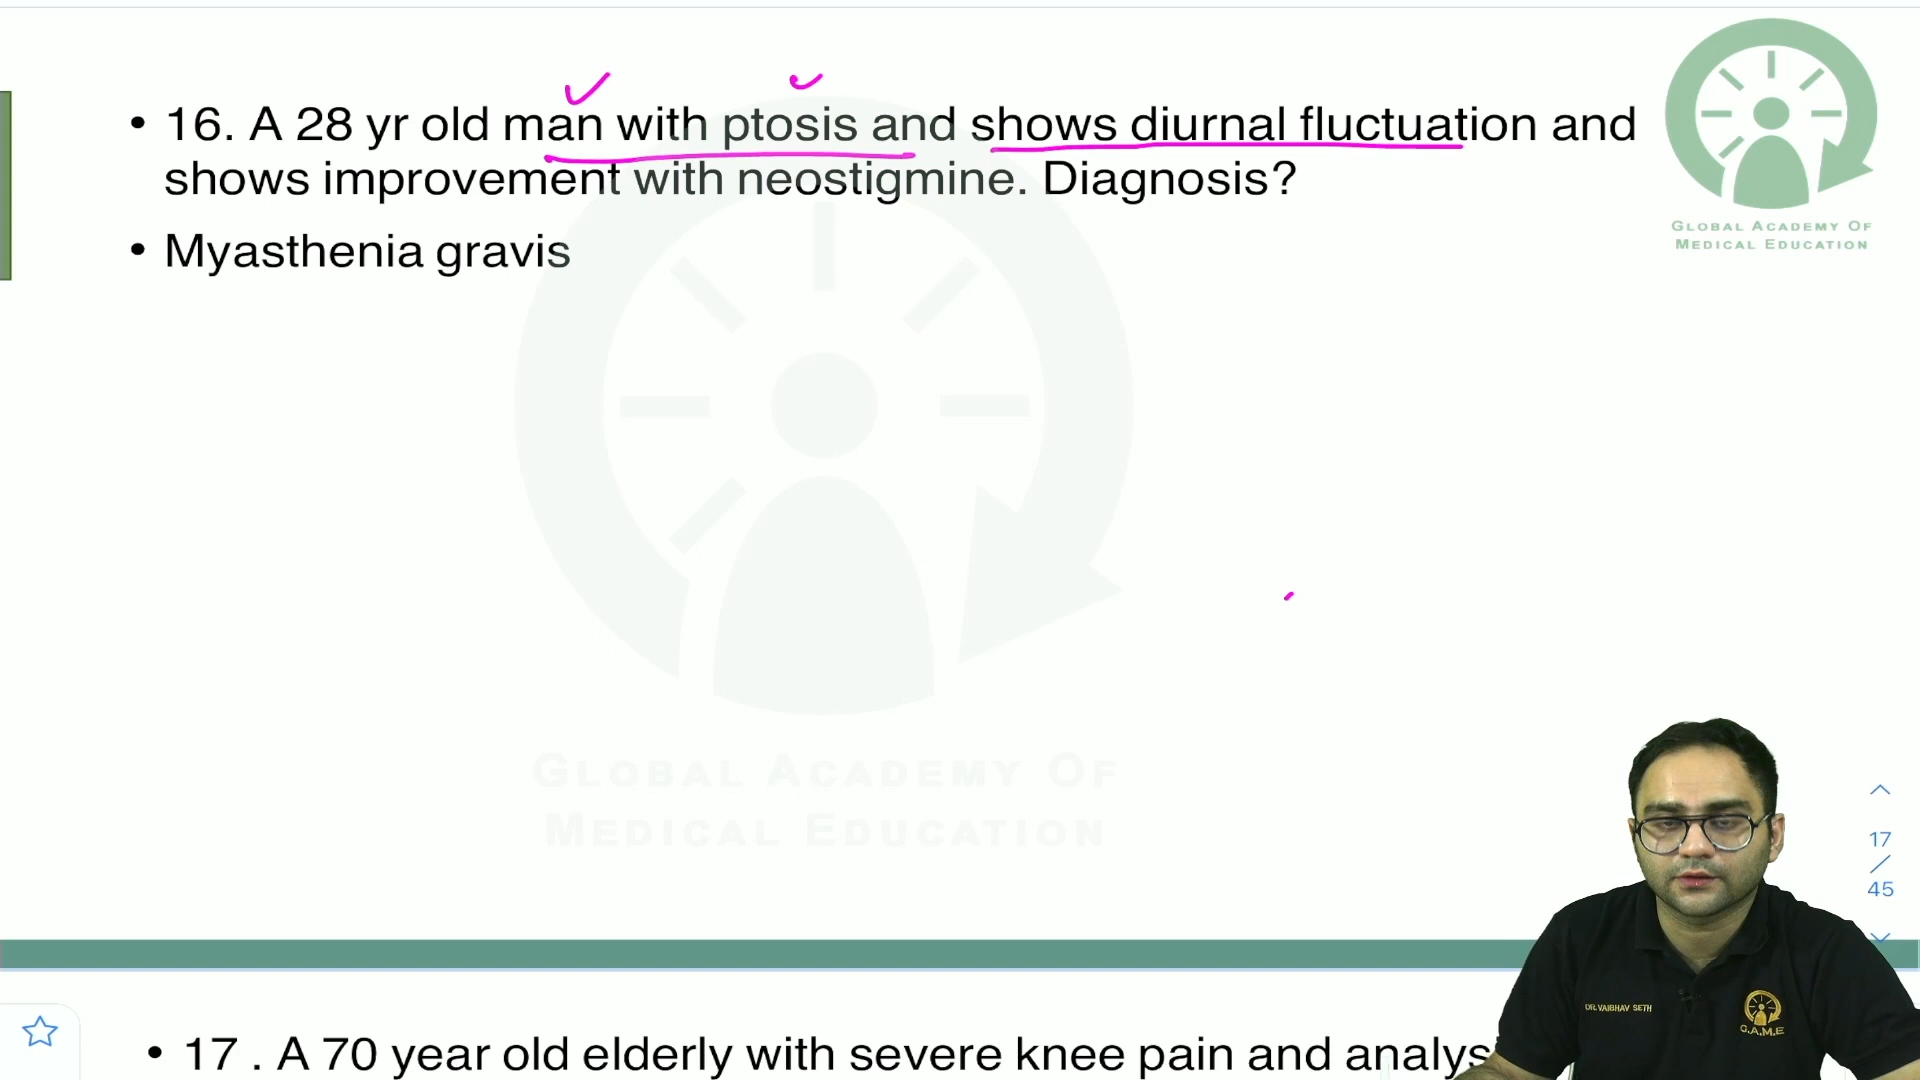 • 16. A 28 yr old man with ptosis and shows diurnal fluctuation and
shows improvement with neostigmine. Diagnosis?
• Myasthenia gravis
GLOBAL ACADEMY OF
MEDICAL EDUCATION
GLOBAL ACADEMY OF
MEDICAL EDUCATION
17
/
45
DR. VAIBHAV SETH
G.A.M.E
• 17 . A 70 year old elderly with severe knee pain and analys